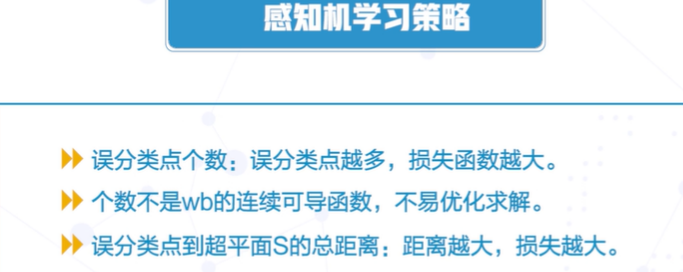 感知机学习策略
误分类点个数：误分类点越多，损失函数越大。
个数不是wb的连续可导函数，不易优化求解。
误分类点到超平面S的总距离：距离越大，损失越大。